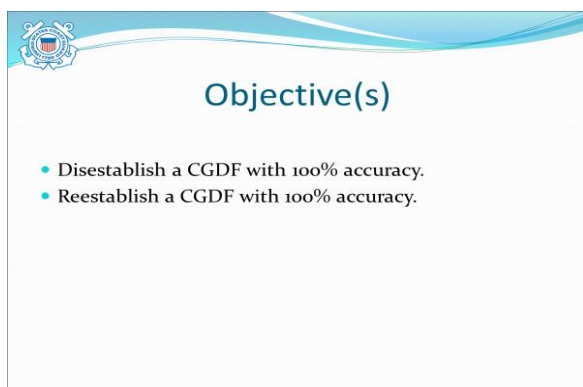 Objective(s)
Disestablish a CGDF with 100% accuracy.
Reestablish a CGDF with 100% accuracy.